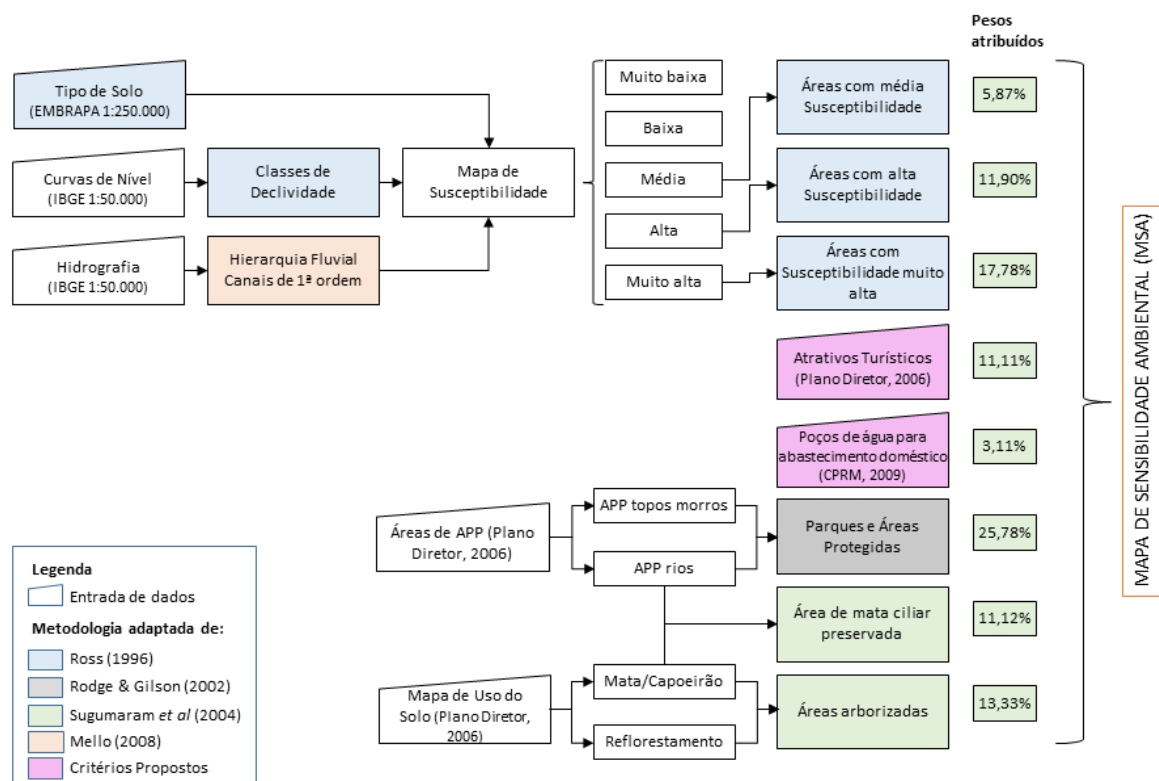 Pesos
atribuídos
Tipo de Solo
(EMBRAPA 1:250.000)
Curvas de Nível
(IBGE 1:50.000)
Classes de
Declividade
Hidrografia
(IBGE 1:50.000)
Hierarquia Fluvial
Canais de 1ª ordem
Mapa de
Susceptibilidade
Muito baixa
Baixa
Média
Alta
Muito alta
Áreas com média
Susceptibilidade
5,87%
Áreas com alta
Susceptibilidade
11,90%
Áreas com
Susceptibilidade muito
alta
17,78%
Atrativos Turísticos
(Plano Diretor, 2006)
11,11%
Poços de água para
abastecimento doméstico
(CPRM, 2009)
3,11%
Áreas de APP (Plano
Diretor, 2006)
APP topos morros
APP rios
Parques e Áreas
Protegidas
25,78%
Área de mata ciliar
preservada
11,12%
Mapa de Uso do
Solo (Plano Diretor,
2006)
Mata/Capoeirão
Reflorestamento
Áreas arborizadas
13,33%
MAPA DE SENSIBILIDADE AMBIENTAL (MSA)
Legenda
Entrada de dados
Metodologia adaptada de:
Ross (1996)
Rodge & Gilson (2002)
Sugumaram et al (2004)
Mello (2008)
Critérios Propostos